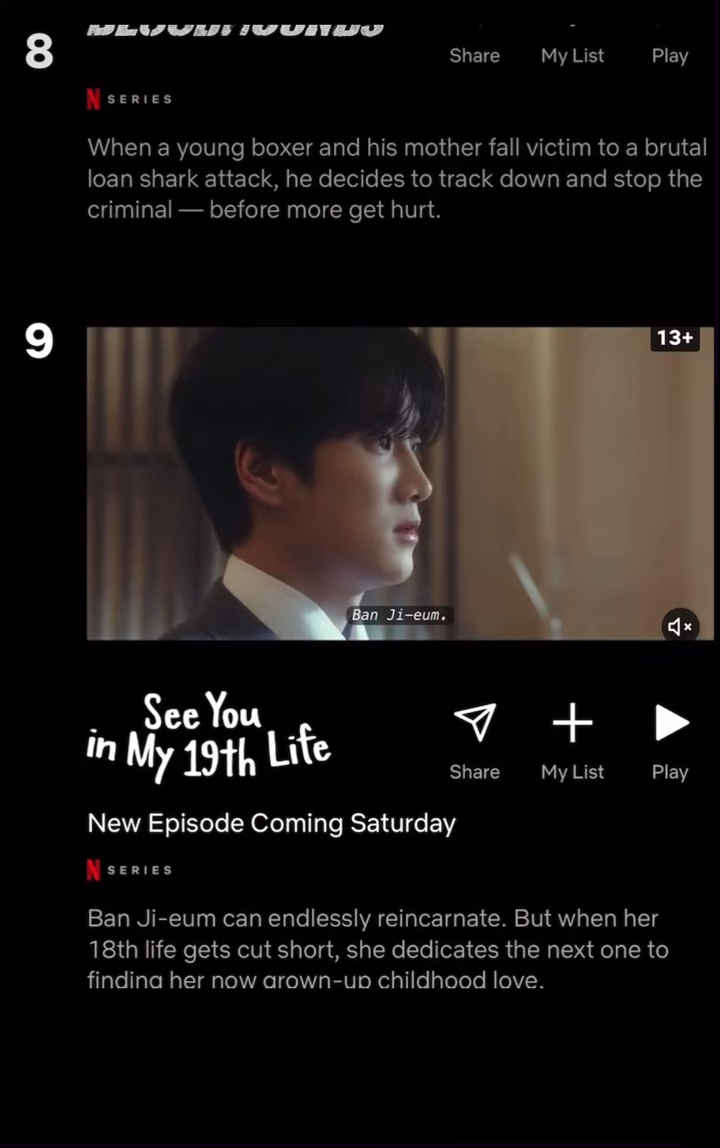 8
BLOODHOUNDS
Share My List Play
N SERIES
When a young boxer and his mother fall victim to a brutal
loan shark attack, he decides to track down and stop the
criminal — before more get hurt.
9
13+
Ban Ji-eum.
See You
in My 19th Life
Share My List Play
New Episode Coming Saturday
N SERIES
Ban Ji-eum can endlessly reincarnate. But when her
18th life gets cut short, she dedicates the next one to
finding her now grown-up childhood love.